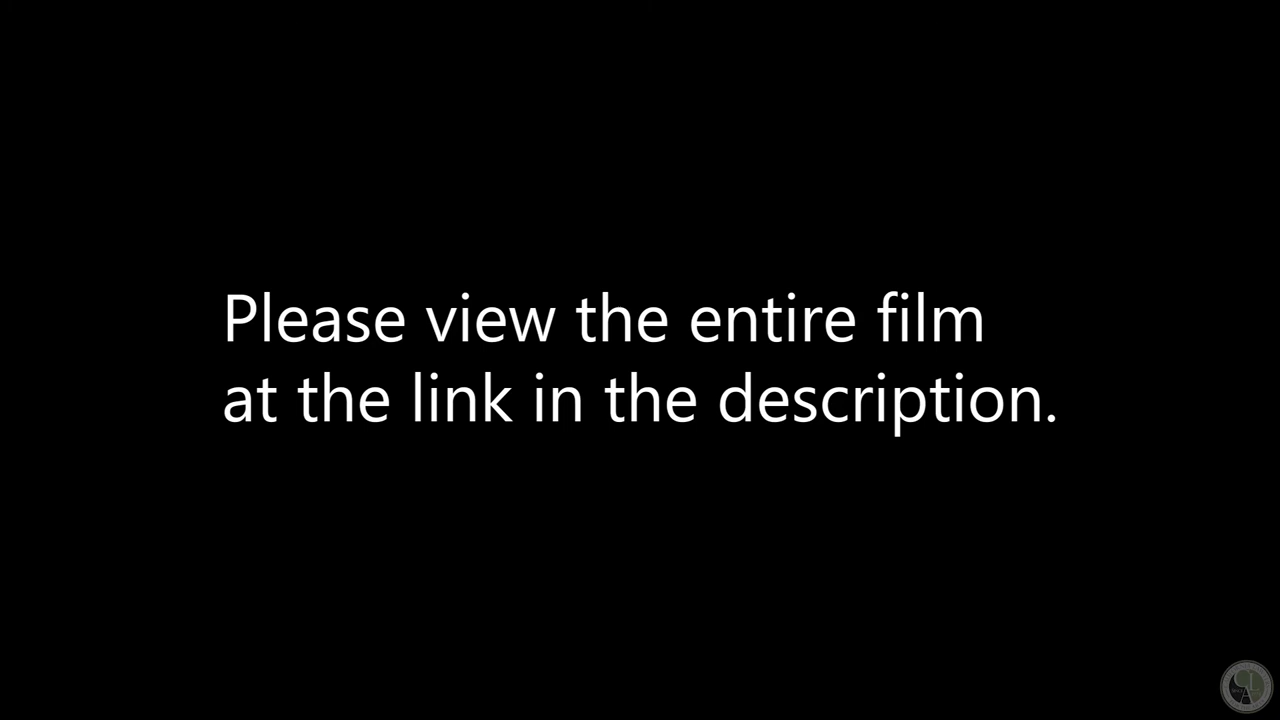 Please view the entire film
at the link in the description.